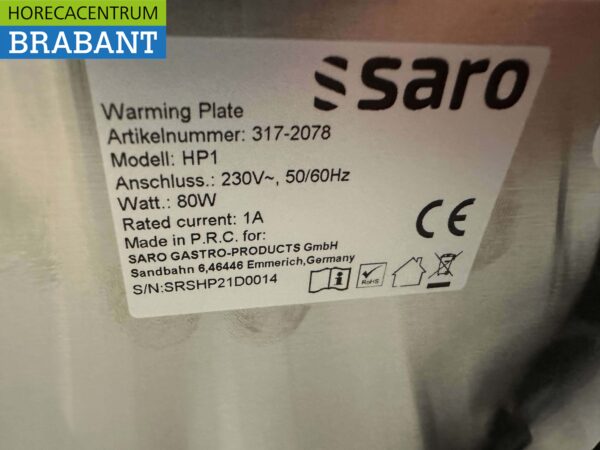 HORECACENTRUM
BRABANT
saro
Warming Plate
Artikelnummer: 317-2078
Modell: HP1
Anschluss.: 230V~, 50/60Hz
Watt.: 80W
Rated current: 1A
Made in P.R.C. for:
SARO GASTRO-PRODUCTS GmbH
Sandbahn 6,46446 Emmerich,Germany
S/N:SRSHP21D0014
CE
RoHS